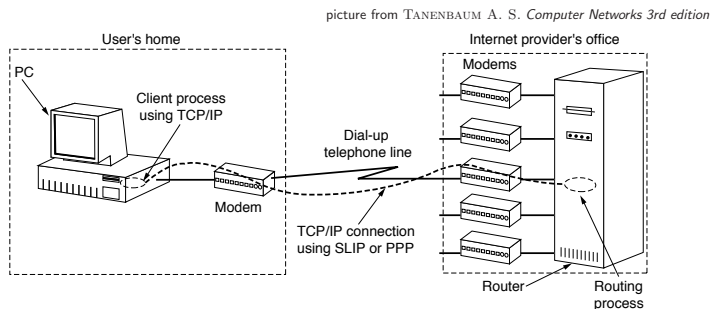 picture from TANENBAUM A. S. Computer Networks 3rd edition
User's home
Internet provider's office
PC
Modems
Client process
using TCP/IP
Dial-up
telephone line
Modem
TCP/IP connection
using SLIP or PPP
Router
Routing
process